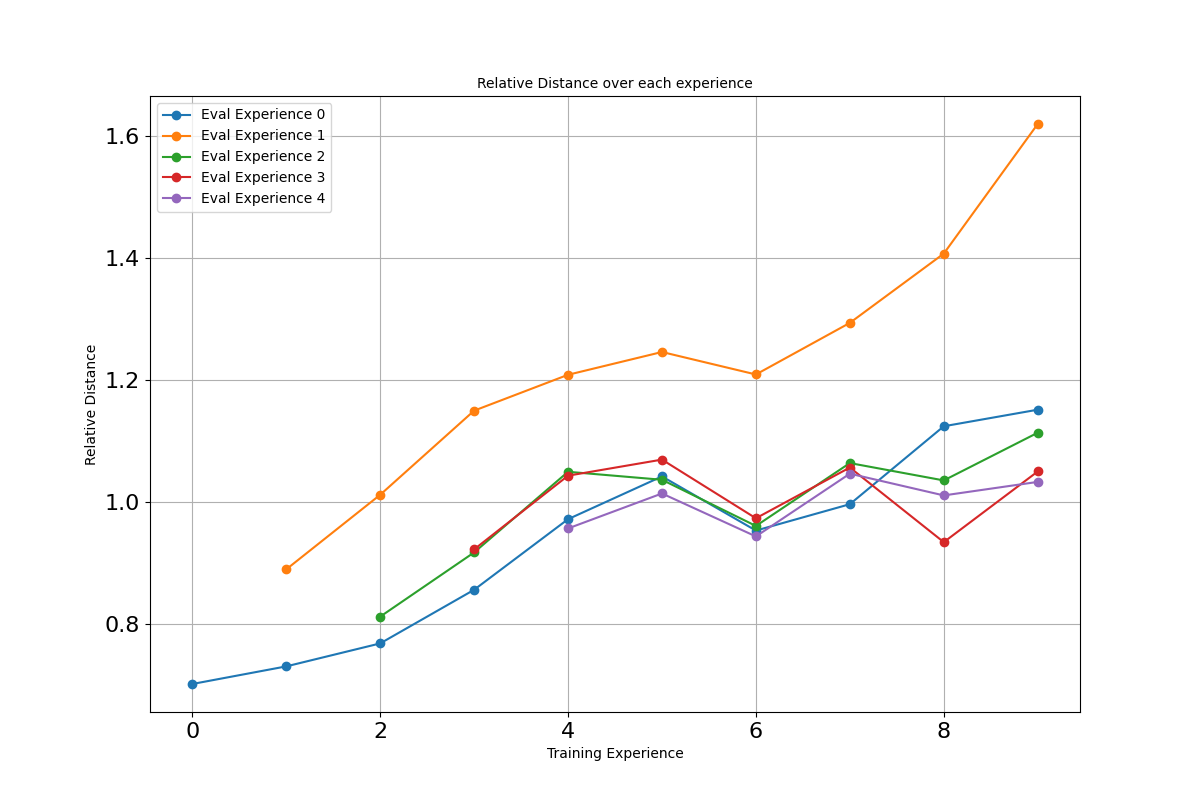 Relative Distance over each experience
Eval Experience 0
Eval Experience 1
Eval Experience 2
Eval Experience 3
Eval Experience 4
1.6
1.4
1.2
1.0
0.8
Relative Distance
0 2 4 6 8
Training Experience